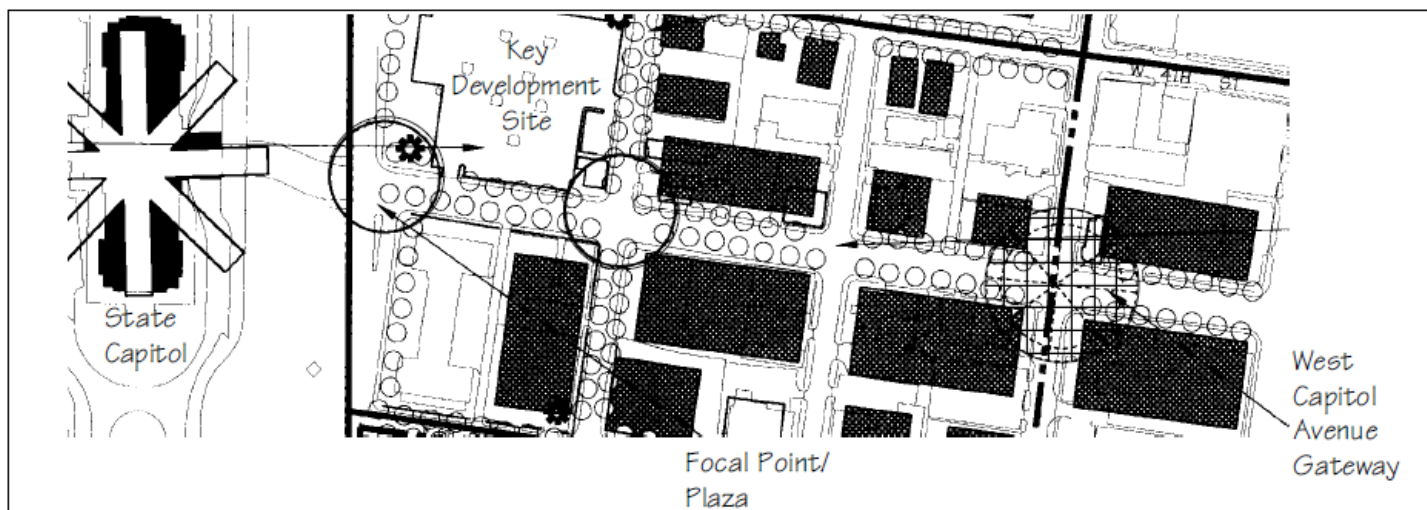 Key
Development
Site
W. 4TH ST
State
Capitol
West
Capitol
Avenue
Gateway
Focal Point/
Plaza